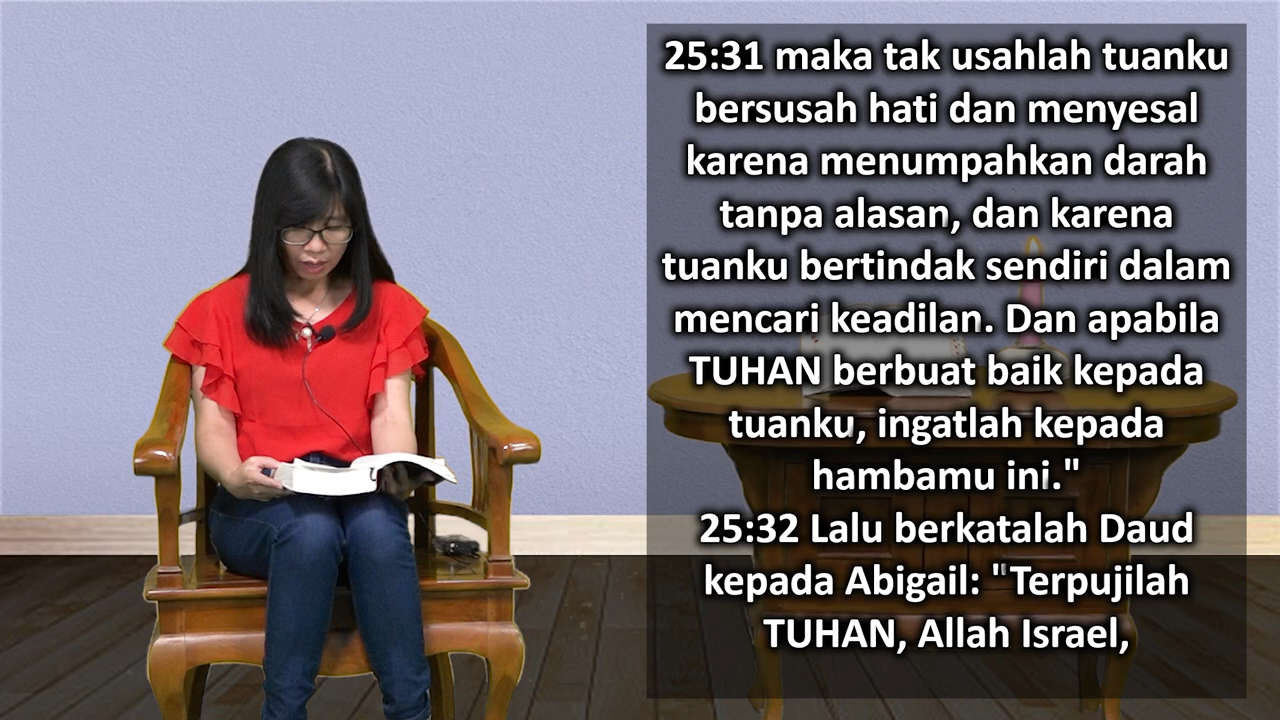 25:31 maka tak usahlah tuanku
bersusah hati dan menyesal
karena menumpahkan darah
tanpa alasan, dan karena
tuanku bertindak sendiri dalam
mencari keadilan. Dan apabila
TUHAN berbuat baik kepada
tuanku, ingatlah kepada
hambamu ini."
25:32 Lalu berkatalah Daud
kepada Abigail: "Terpujilah
TUHAN, Allah Israel,